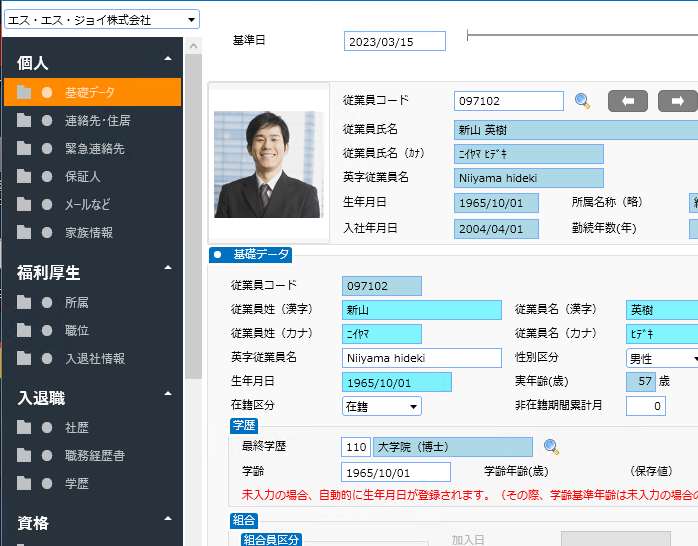 エス・エス・ジョイ株式会社
基準日 2023/03/15
個人
基礎データ
連絡先･住居
緊急連絡先
保証人
メールなど
家族情報
福利厚生
所属
職位
入退社情報
入退職
社歴
職務経歴書
学歴
資格
従業員コード 097102
従業員氏名 新山 英樹
従業員氏名（ｶﾅ） ﾆｲﾔﾏ ﾋﾃﾞｷ
英字従業員名 Niiyama hideki
生年月日 1965/10/01 所属名称（略）
入社年月日 2004/04/01 勤続年数(年)
基礎データ
従業員コード 097102
従業員姓（漢字） 新山 従業員名（漢字） 英樹
従業員姓（カナ） ﾆｲﾔﾏ 従業員名（カナ） ﾋﾃﾞｷ
英字従業員名 Niiyama hideki 性別区分 男性
生年月日 1965/10/01 実年齢(歳) 57 歳
在籍区分 在籍 非在籍期間累計月 0
学歴
最終学歴 110 大学院（博士）
学齢 1965/10/01 学齢年齢(歳) （保存値）
未入力の場合、自動的に生年月日が登録されます。（その際、学齢基準年齢は未入力の場合の
組合
組合員区分 加入日